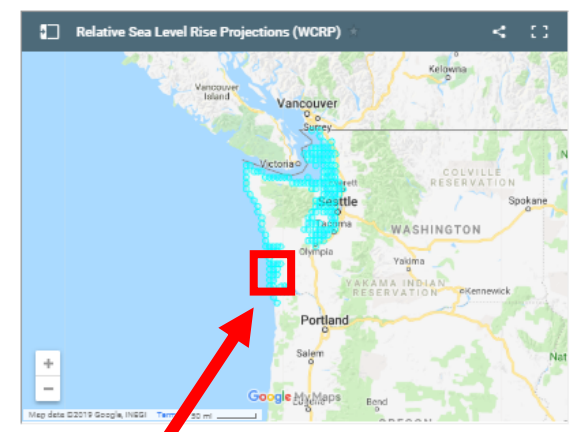 Relative Sea Level Rise Projections (WCRP)
Kelowna
Vancouver
Island
Vancouver
Surrey
Victoria
COLVILLE
RESERVATION
Seattle
Spokane
Tacoma
WASHINGTON
Olympia
Yakima
YAKAMA INDIAN
RESERVATION
Kennewick
Portland
+
Salem
−
Google My Maps
Bend
Map data ©2019 Google, INEGI
50 mi